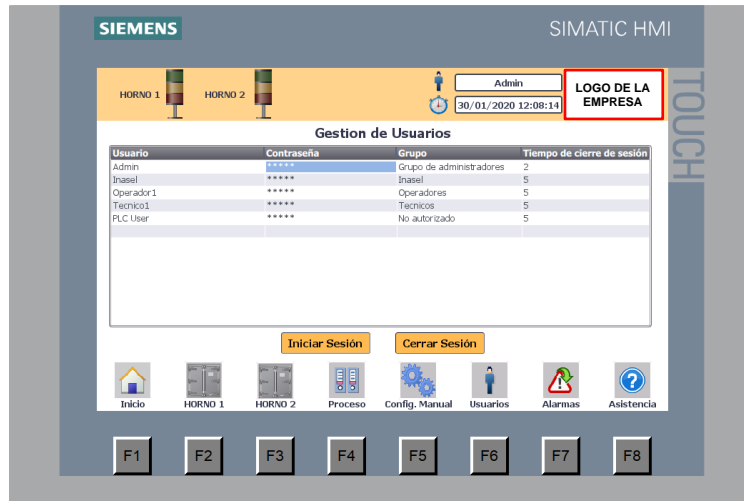 SIEMENS
SIMATIC HMI
TOUCH
HORNO 1
HORNO 2
Admin
30/01/2020 12:08:14
LOGO DE LA
EMPRESA
Gestion de Usuarios
Usuario Contraseña Grupo Tiempo de cierre de sesión
Admin ***** Grupo de administradores 2
Inasel ***** Inasel 5
Operador1 ***** Operadores 5
Tecnico1 ***** Tecnicos 5
PLC User ***** No autorizado 5
Iniciar Sesión Cerrar Sesión
Inicio HORNO 1 HORNO 2 Proceso Config. Manual Usuarios Alarmas Asistencia
F1 F2 F3 F4 F5 F6 F7 F8